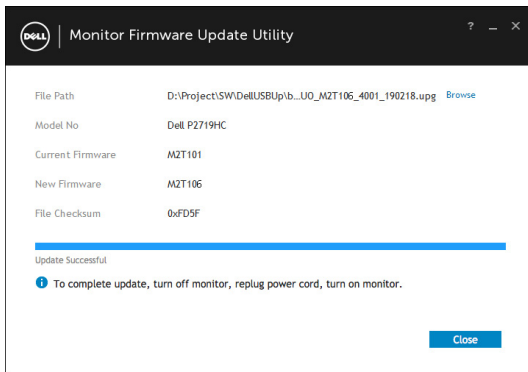 DELL
Monitor Firmware Update Utility
? _ ×
File Path D:\Project\SW\DellUSBUp\b...U0_M2T106_4001_190218.upg Browse
Model No Dell P2719HC
Current Firmware M2T101
New Firmware M2T106
File Checksum 0xFD5F
Update Successful
To complete update, turn off monitor, replug power cord, turn on monitor.
Close